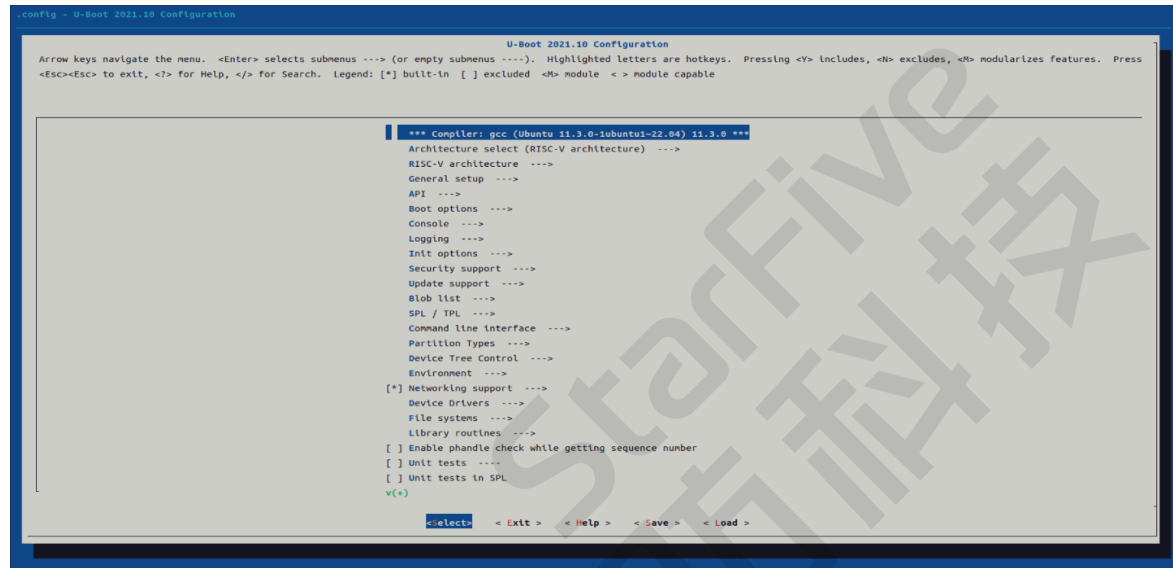 .config - U-Boot 2021.10 Configuration
U-Boot 2021.10 Configuration
Arrow keys navigate the menu.  <Enter> selects submenus ---> (or empty submenus ----).  Highlighted letters are hotkeys.  Pressing <Y> includes, <N> excludes, <M> modularizes features.  Press
<Esc><Esc> to exit, <?> for Help, </> for Search.  Legend: [*] built-in  [ ] excluded  <M> module  < > module capable
*** Compiler: gcc (Ubuntu 11.3.0-1ubuntu1~22.04) 11.3.0 ***
Architecture select (RISC-V architecture)  --->
RISC-V architecture  --->
General setup  --->
API  --->
Boot options  --->
Console  --->
Logging  --->
Init options  --->
Security support  --->
Update support  --->
Blob list  --->
SPL / TPL  --->
Command line interface  --->
Partition Types  --->
Device Tree Control  --->
Environment  --->
[*] Networking support  --->
Device Drivers  --->
File systems  --->
Library routines  --->
[ ] Enable phandle check while getting sequence number
[ ] Unit tests  ----
[ ] Unit tests in SPL
v(+)
<Select>    < Exit >    < Help >    < Save >    < Load >
StarFive
科技